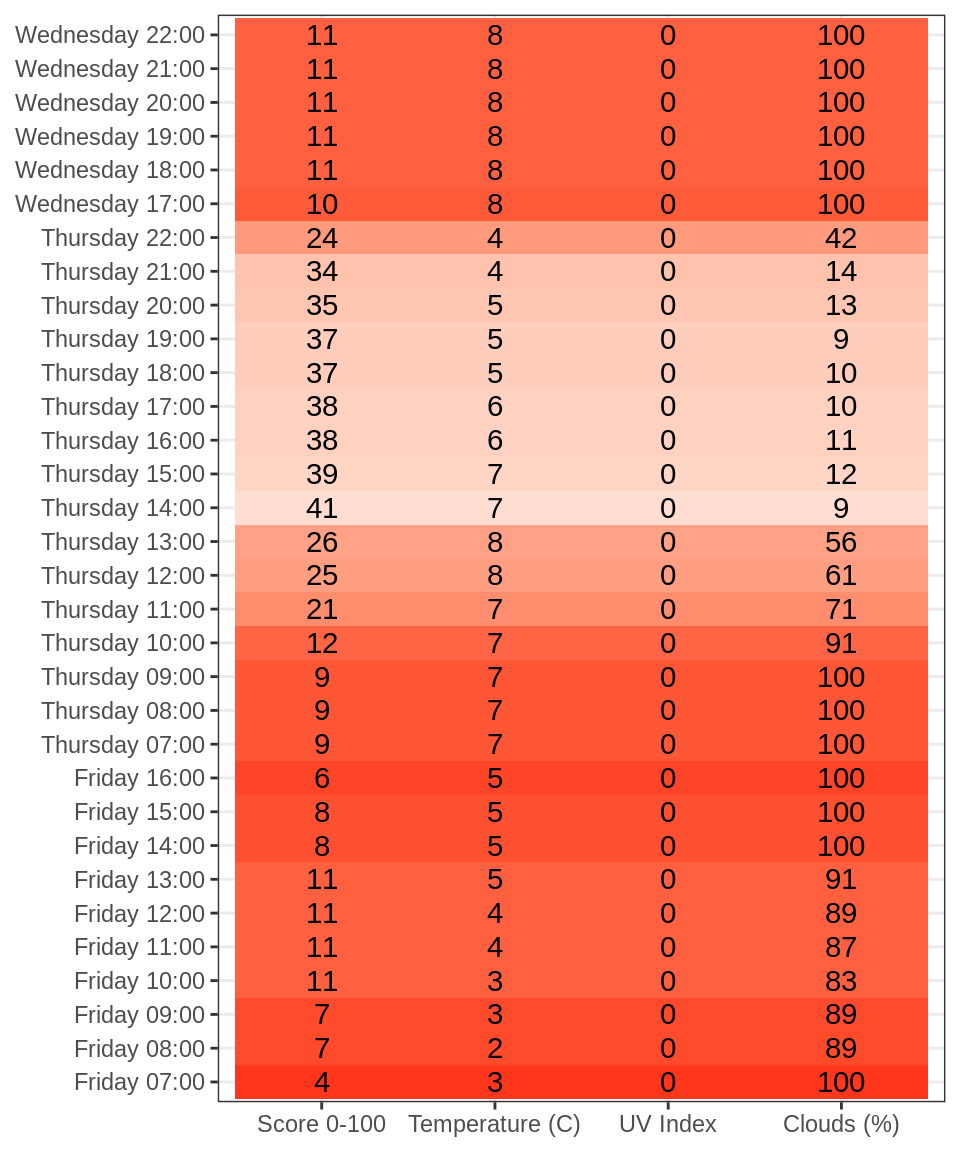 Wednesday 22:00 11 8 0 100
Wednesday 21:00 11 8 0 100
Wednesday 20:00 11 8 0 100
Wednesday 19:00 11 8 0 100
Wednesday 18:00 11 8 0 100
Wednesday 17:00 10 8 0 100
Thursday 22:00 24 4 0 42
Thursday 21:00 34 4 0 14
Thursday 20:00 35 5 0 13
Thursday 19:00 37 5 0 9
Thursday 18:00 37 5 0 10
Thursday 17:00 38 6 0 10
Thursday 16:00 38 6 0 11
Thursday 15:00 39 7 0 12
Thursday 14:00 41 7 0 9
Thursday 13:00 26 8 0 56
Thursday 12:00 25 8 0 61
Thursday 11:00 21 7 0 71
Thursday 10:00 12 7 0 91
Thursday 09:00 9 7 0 100
Thursday 08:00 9 7 0 100
Thursday 07:00 9 7 0 100
Friday 16:00 6 5 0 100
Friday 15:00 8 5 0 100
Friday 14:00 8 5 0 100
Friday 13:00 11 5 0 91
Friday 12:00 11 4 0 89
Friday 11:00 11 4 0 87
Friday 10:00 11 3 0 83
Friday 09:00 7 3 0 89
Friday 08:00 7 2 0 89
Friday 07:00 4 3 0 100
Score 0-100 Temperature (C) UV Index Clouds (%)